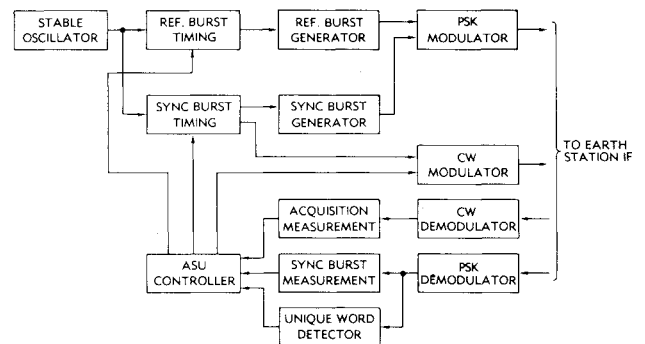 STABLE
OSCILLATOR
REF. BURST
TIMING
REF. BURST
GENERATOR
PSK
MODULATOR
SYNC BURST
TIMING
SYNC BURST
GENERATOR
TO EARTH
STATION IF
CW
MODULATOR
ACQUISITION
MEASUREMENT
CW
DEMODULATOR
ASU
CONTROLLER
SYNC BURST
MEASUREMENT
PSK
DEMODULATOR
UNIQUE WORD
DETECTOR